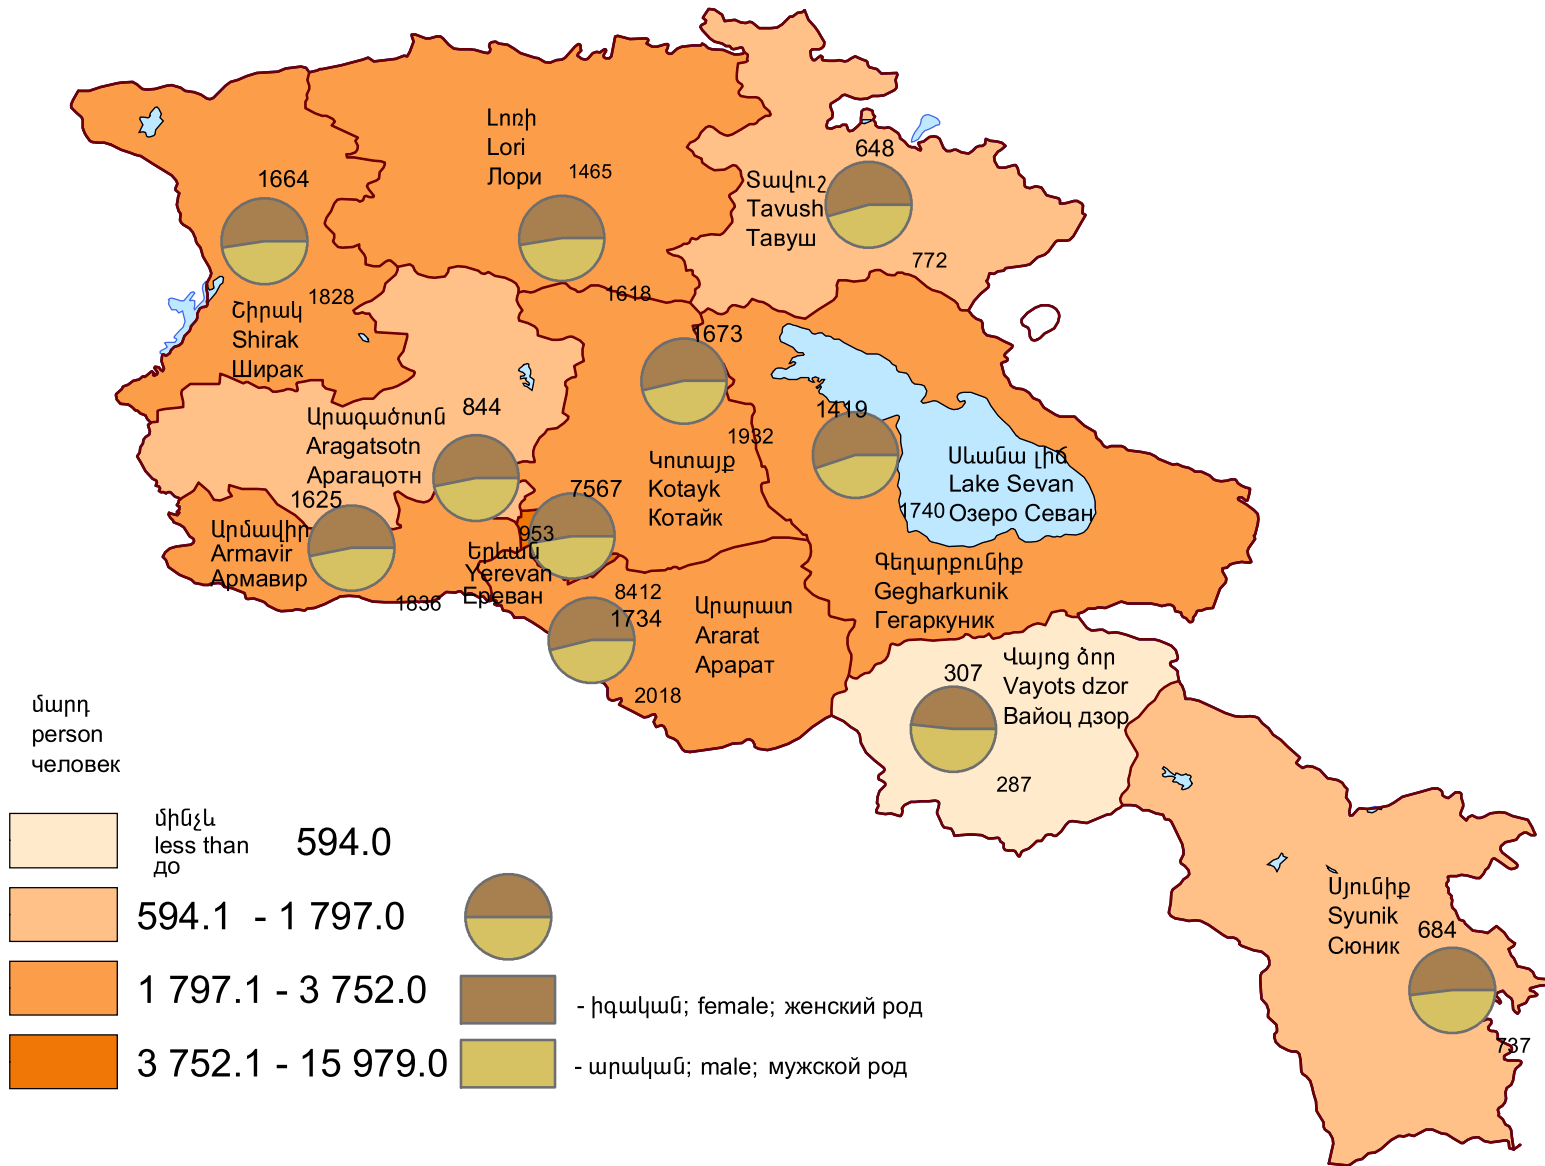 Լոռի
Lori
Лори
1465
1618
648
Տավուշ
Tavush
Тавуш
772
1664
1828
Շիրակ
Shirak
Ширак
1673
1932
Կոտայք
Kotayk
Котайк
844
Արագածոտն
Aragatsotn
Арагацотн
953
1419
1740
Սևանա լիճ
Lake Sevan
Озеро Севан
Գեղարքունիք
Gegharkunik
Гегаркуник
1625
Արմավիր
Armavir
Армавир
1836
7567
Երևան
Yerevan
Ереван
8412
1734
Արարատ
Ararat
Арарат
2018
307
Վայոց ձոր
Vayots dzor
Вайоц дзор
287
Սյունիք
Syunik
Сюник
684
737
մարդ
person
человек
մինչև
less than
до
594.0
594.1 - 1 797.0
1 797.1 - 3 752.0
3 752.1 - 15 979.0
- իգական; female; женский род
- արական; male; мужской род